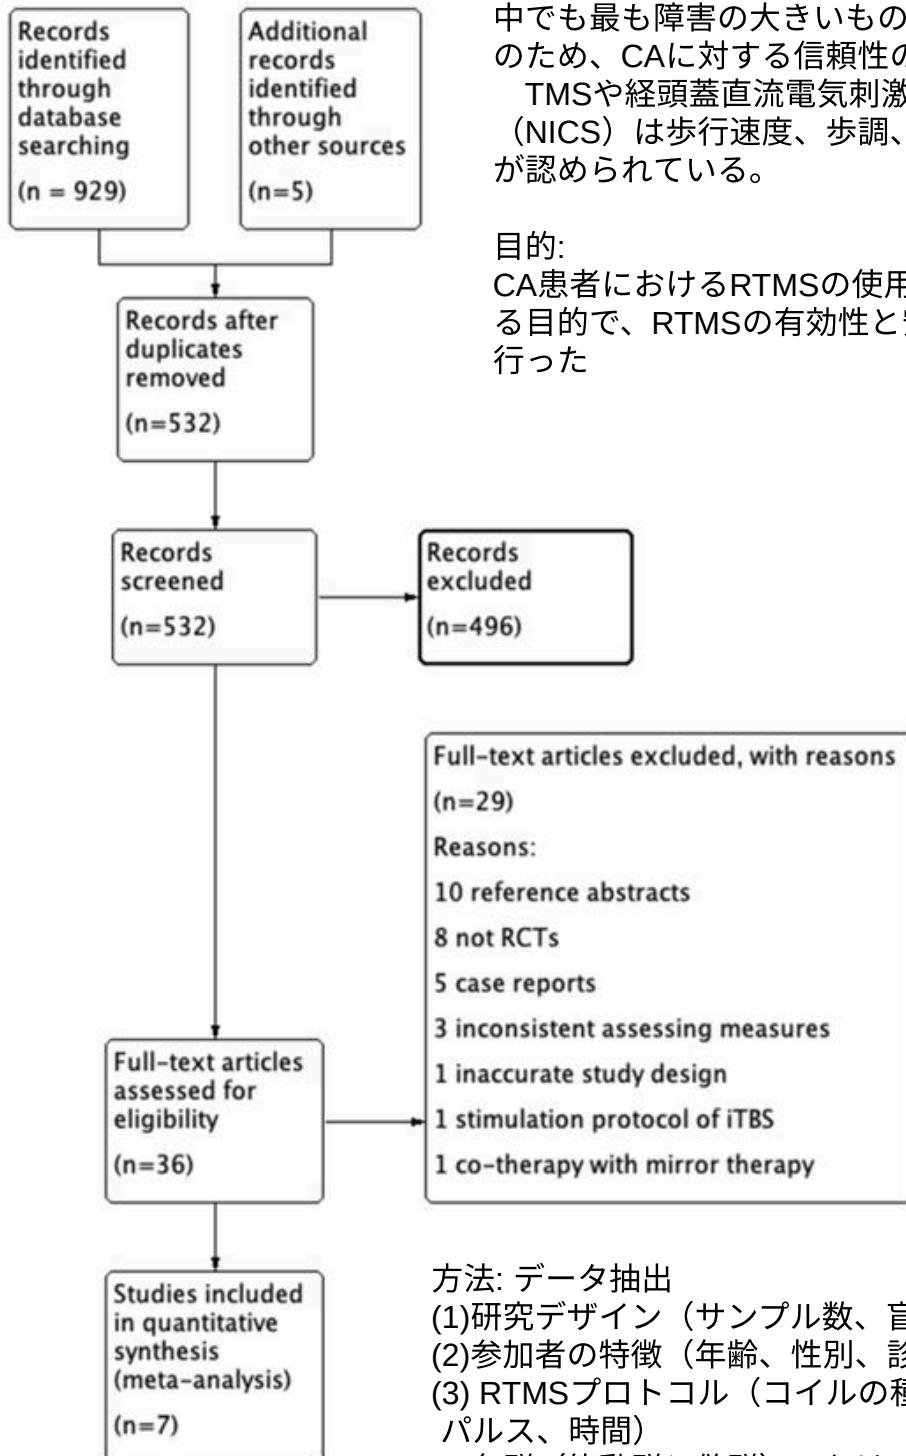 Records
identified
through
database
searching
(n = 929)
Additional
records
identified
through
other sources
(n=5)
中でも最も障害の大きいもの
のため、CAに対する信頼性の
TMSや経頭蓋直流電気刺激
（NICS）は歩行速度、歩調、
が認められている。
目的:
CA患者におけるRTMSの使用
る目的で、RTMSの有効性と
行った
Records after
duplicates
removed
(n=532)
Records
screened
(n=532)
Records
excluded
(n=496)
Full-text articles excluded, with reasons
(n=29)
Reasons:
10 reference abstracts
8 not RCTs
5 case reports
3 inconsistent assessing measures
1 inaccurate study design
1 stimulation protocol of iTBS
1 co-therapy with mirror therapy
Full-text articles
assessed for
eligibility
(n=36)
Studies included
in quantitative
synthesis
(meta-analysis)
(n=7)
方法: データ抽出
(1)研究デザイン（サンプル数、盲
(2)参加者の特徴（年齢、性別、診
(3) RTMSプロトコル（コイルの種
パルス、時間）